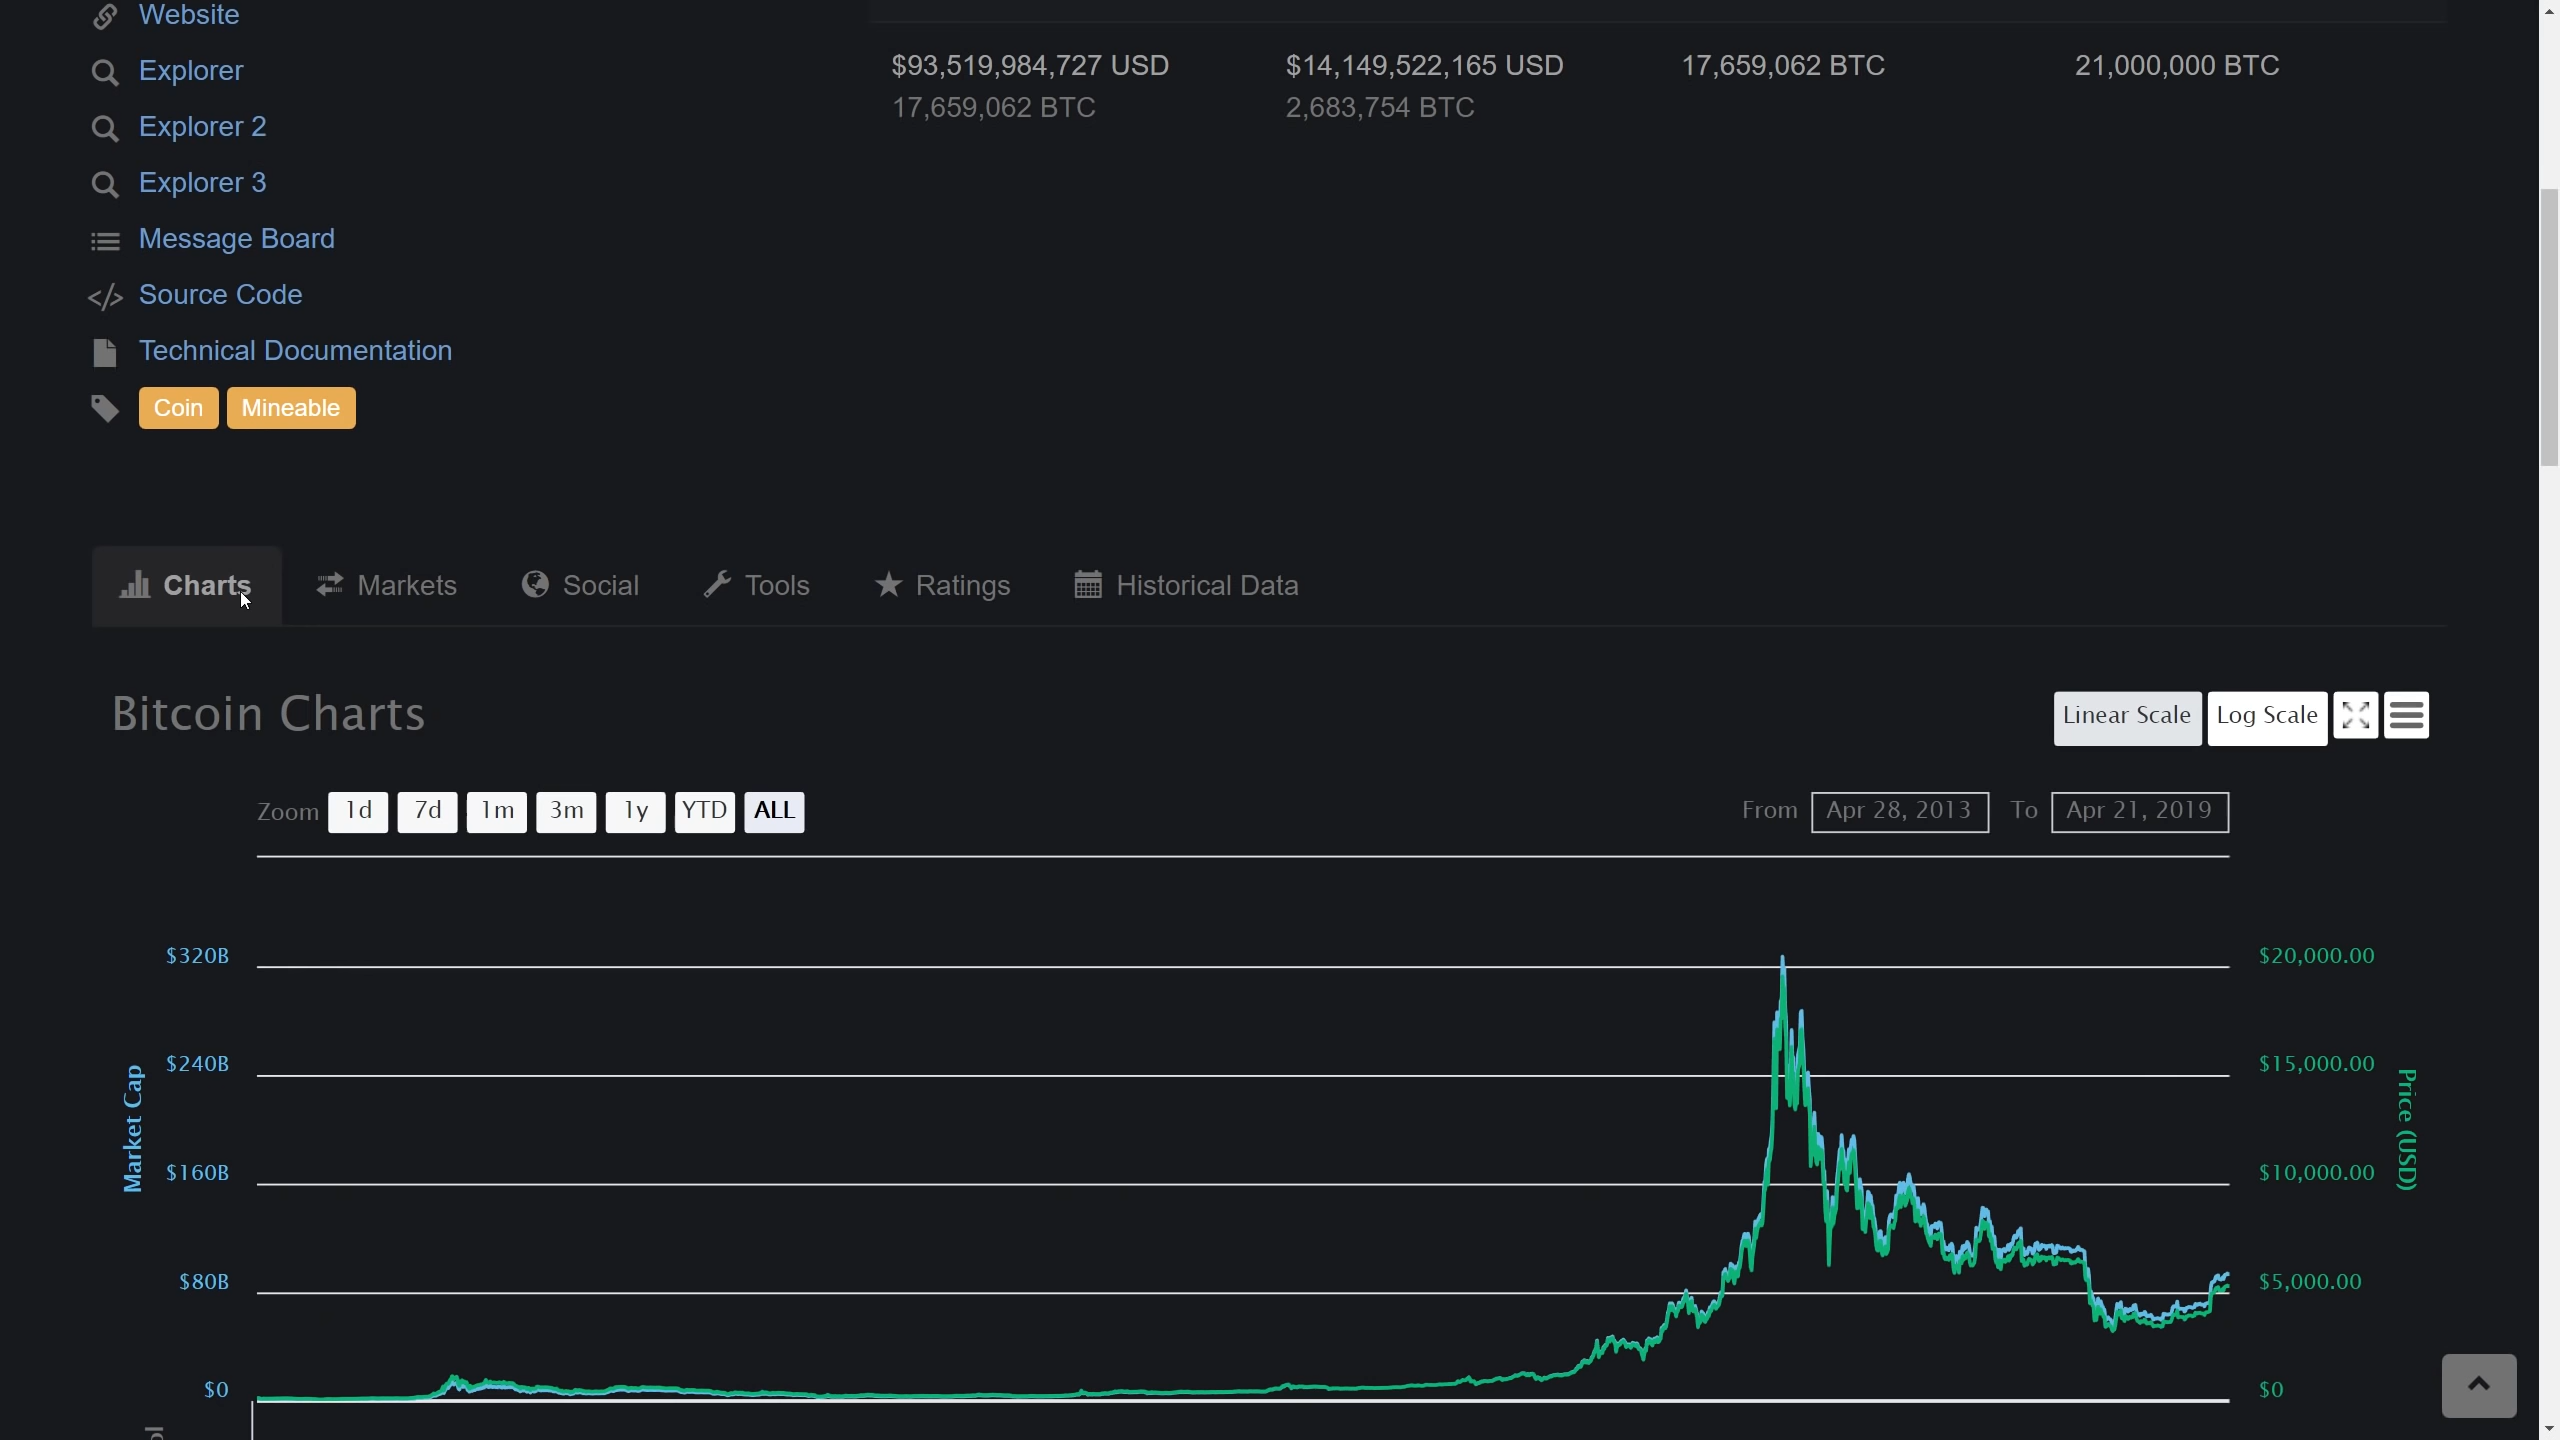 Website
Explorer
Explorer 2
Explorer 3
Message Board
Source Code
Technical Documentation
Coin Mineable
$93,519,984,727 USD $14,149,522,165 USD 17,659,062 BTC 21,000,000 BTC
17,659,062 BTC 2,683,754 BTC
Charts Markets Social Tools Ratings Historical Data
Bitcoin Charts
Linear Scale Log Scale
Zoom 1d 7d 1m 3m 1y YTD ALL
From Apr 28, 2013 To Apr 21, 2019
$320B $20,000.00
$240B $15,000.00
Market Cap
Price (USD)
$160B $10,000.00
$80B $5,000.00
$0 $0